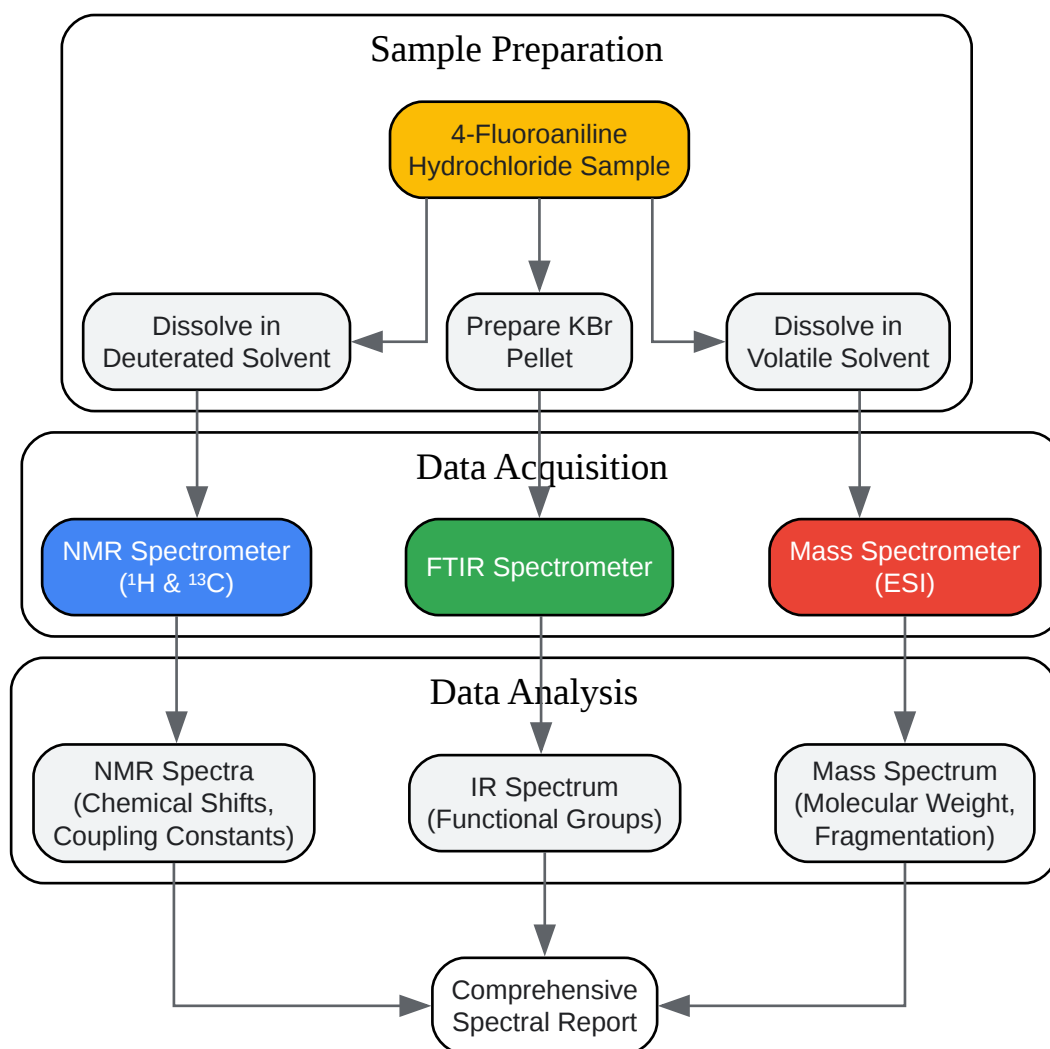 Sample Preparation
4-Fluoroaniline
Hydrochloride Sample
Dissolve in
Deuterated Solvent
Prepare KBr
Pellet
Dissolve in
Volatile Solvent
Data Acquisition
NMR Spectrometer
(¹H & ¹³C)
FTIR Spectrometer
Mass Spectrometer
(ESI)
Data Analysis
NMR Spectra
(Chemical Shifts,
Coupling Constants)
IR Spectrum
(Functional Groups)
Mass Spectrum
(Molecular Weight,
Fragmentation)
Comprehensive
Spectral Report